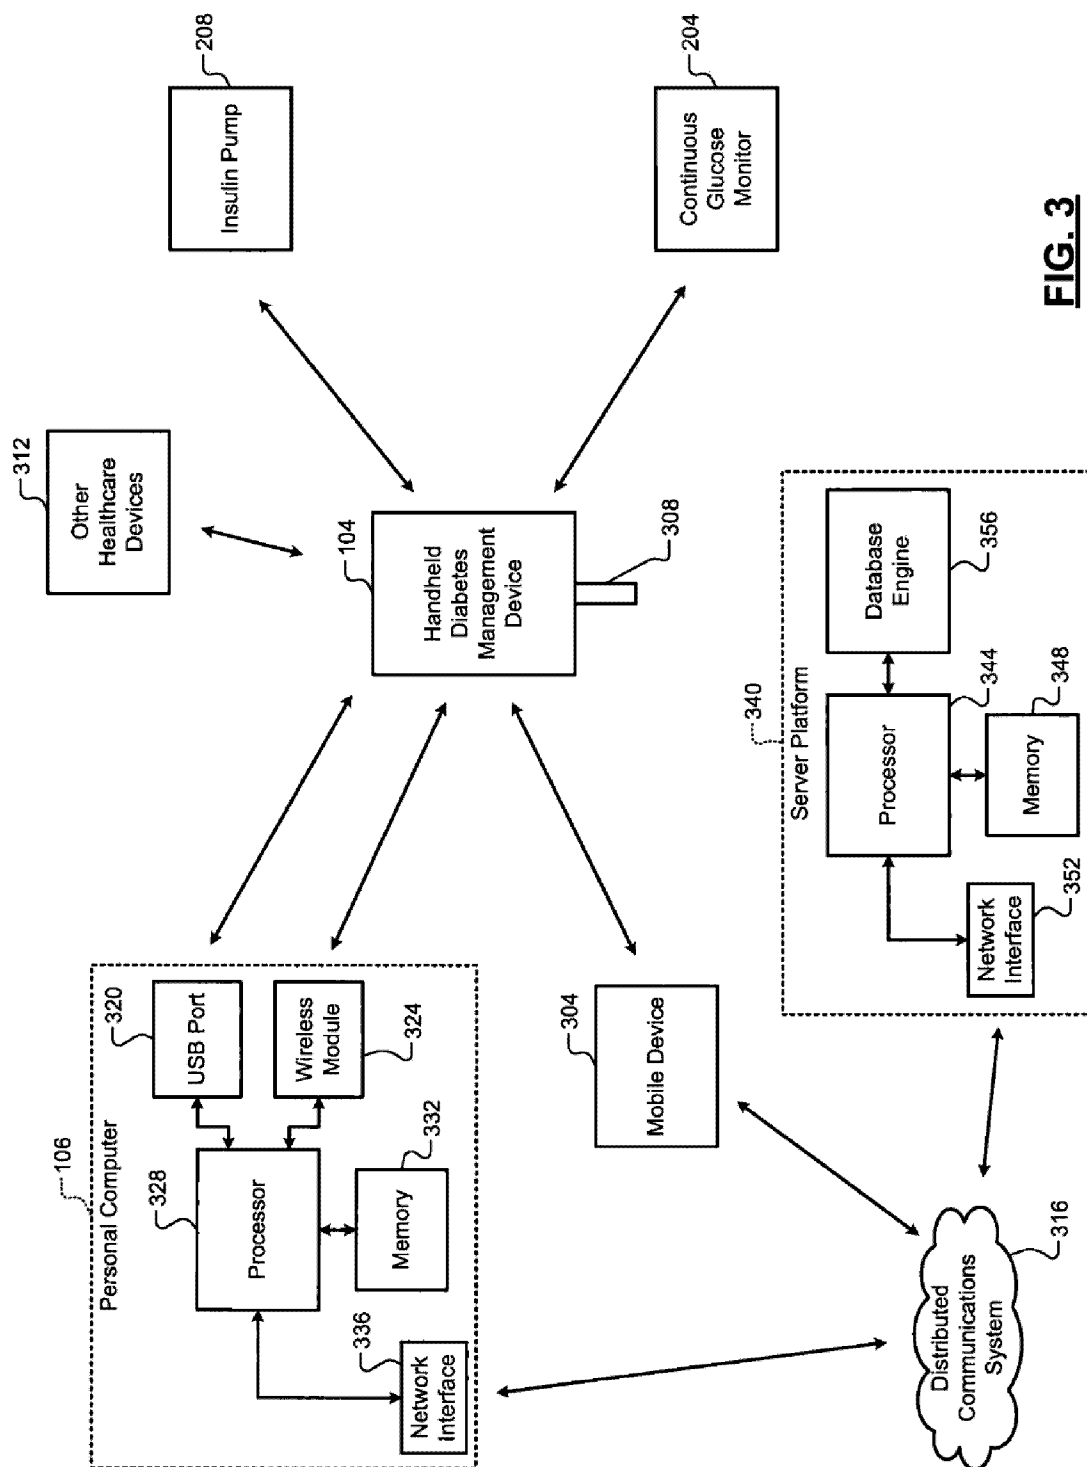 106
Personal Computer
320
USB Port
328
Processor
Wireless
Module
324
332
Memory
336
Network
Interface
312
Other
Healthcare
Devices
104
Handheld
Diabetes
Management
Device
308
208
Insulin Pump
204
Continuous
Glucose
Monitor
304
Mobile Device
Distributed
Communications
System
316
340
Server Platform
Processor
344
Database
Engine
356
Memory
348
Network
Interface
352
FIG. 3